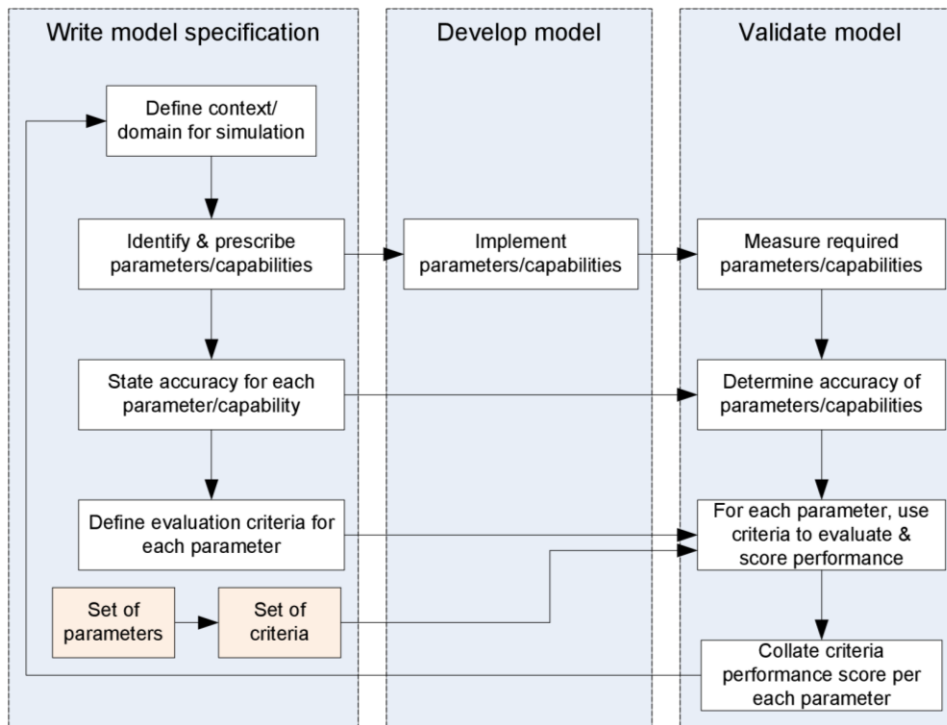 Write model specification
Develop model
Validate model
Define context/
domain for simulation
Identify & prescribe
parameters/capabilities
Implement
parameters/capabilities
Measure required
parameters/capabilities
State accuracy for each
parameter/capability
Determine accuracy of
parameters/capabilities
Define evaluation criteria for
each parameter
For each parameter, use
criteria to evaluate &
score performance
Set of
parameters
Set of
criteria
Collate criteria
performance score per
each parameter